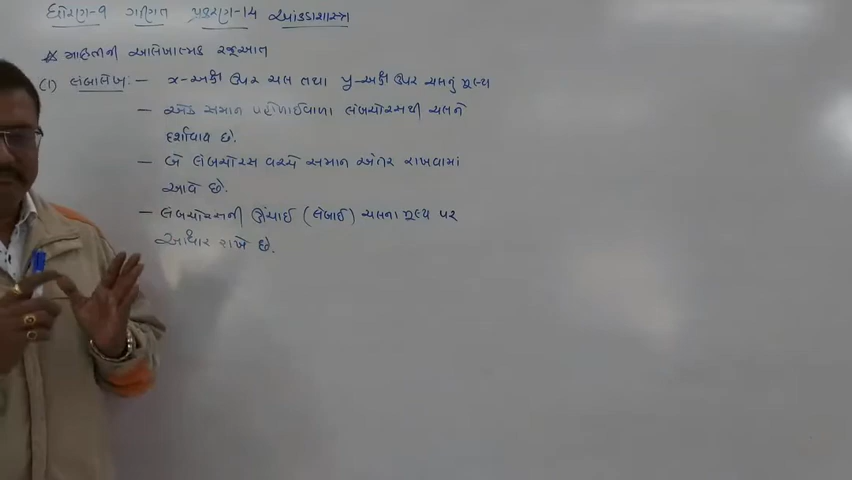 ધોરણ-૧ ગણિત પ્રકરણ-14 આંકડાશાસ્ત્ર
* માહિતીની આલેખાત્મક રજૂઆત
(1) લંબાલેખ :- x-અક્ષ ઉપર ચલ તથા y-અક્ષ ઉપર ચલનું મૂલ્ય
- એક સમાન પહોળાઈવાળા લંબચોરસથી ચલને
દર્શાવાય છે.
- બે લંબચોરસ વચ્ચે સમાન અંતર રાખવામાં
આવે છે.
- લંબચોરસની ઊંચાઈ (લંબાઈ) ચલના મૂલ્ય પર
આધાર રાખે છે.